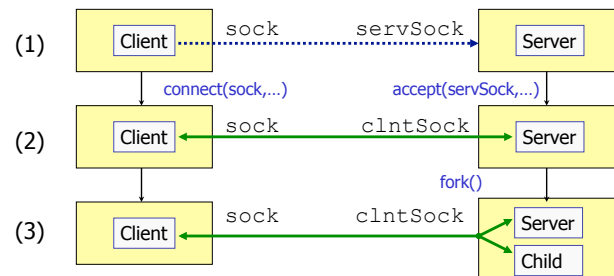 sock servSock
(1) Client Server
connect(sock,...) accept(servSock,...)
sock clntSock
(2) Client Server
fork()
sock clntSock
(3) Client Server
Child